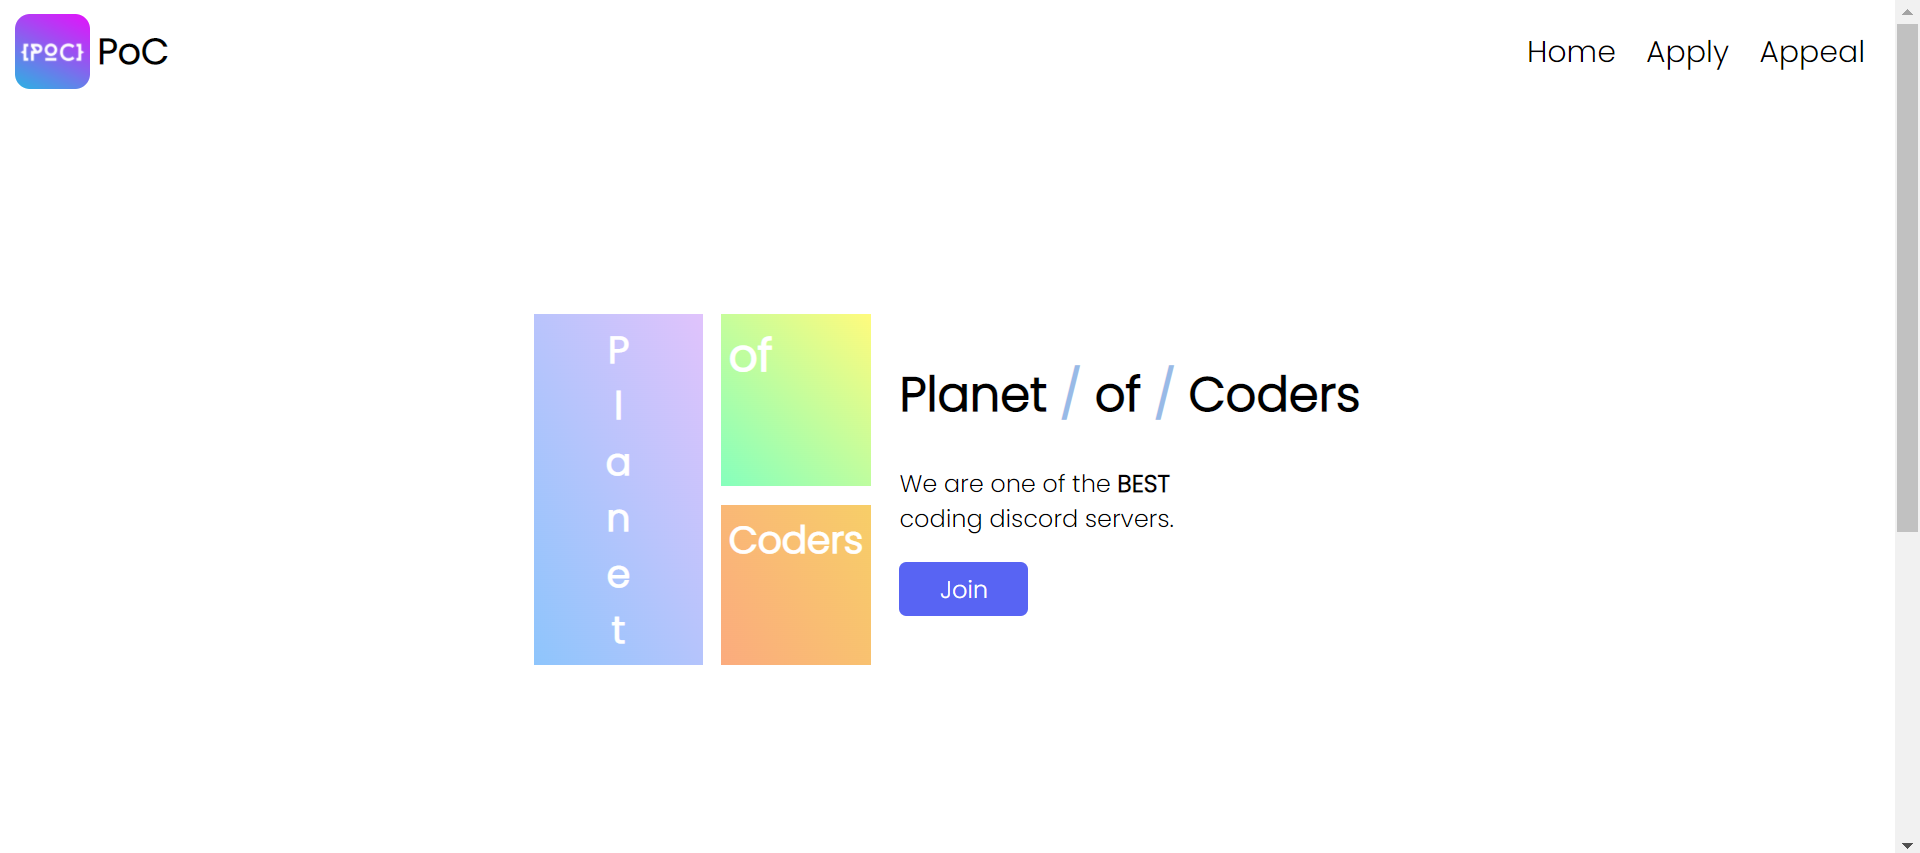 {POC} PoC Home Apply Appeal
P
l
a
n
e
t
of
Coders
Planet / of / Coders
We are one of the BEST
coding discord servers.
Join